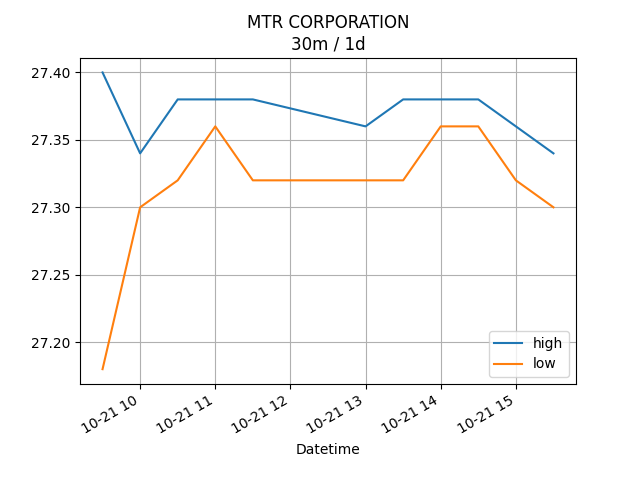 MTR CORPORATION
30m / 1d
27.40
27.35
27.30
27.25
27.20
high
low
10-21 10
10-21 11
10-21 12
10-21 13
10-21 14
10-21 15
Datetime